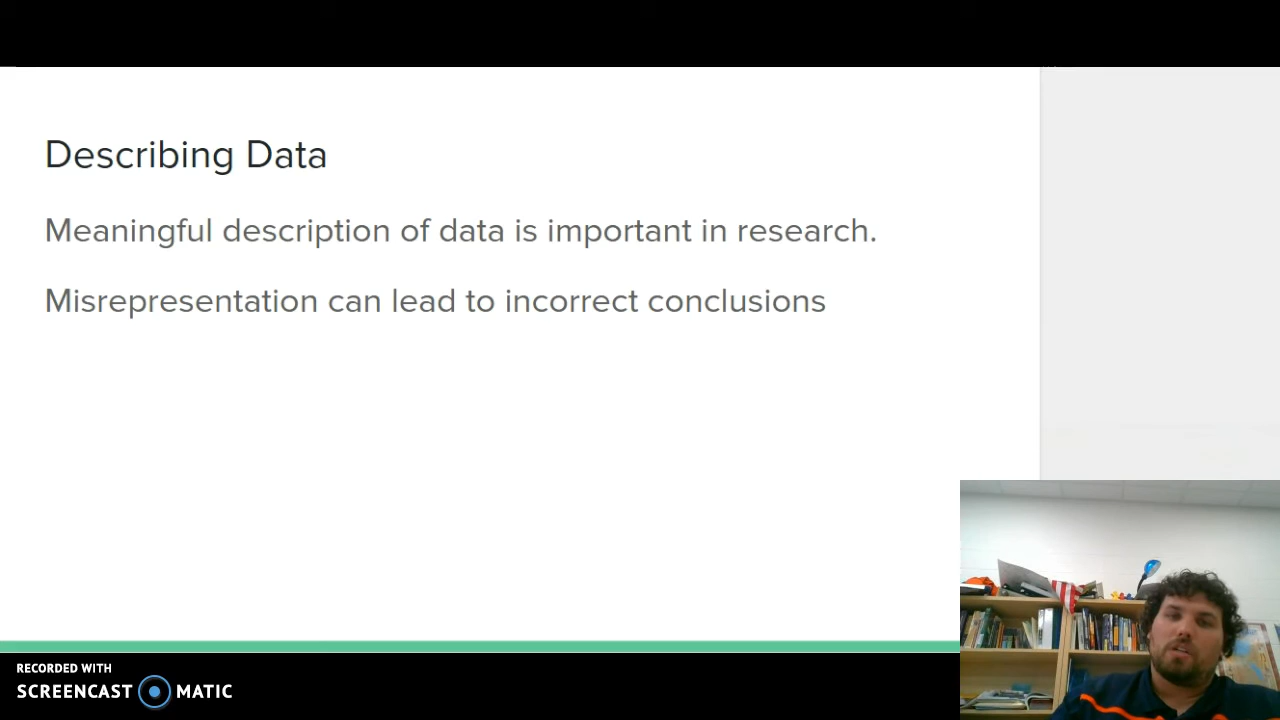 Describing Data
Meaningful description of data is important in research.
Misrepresentation can lead to incorrect conclusions
RECORDED WITH
SCREENCAST MATIC